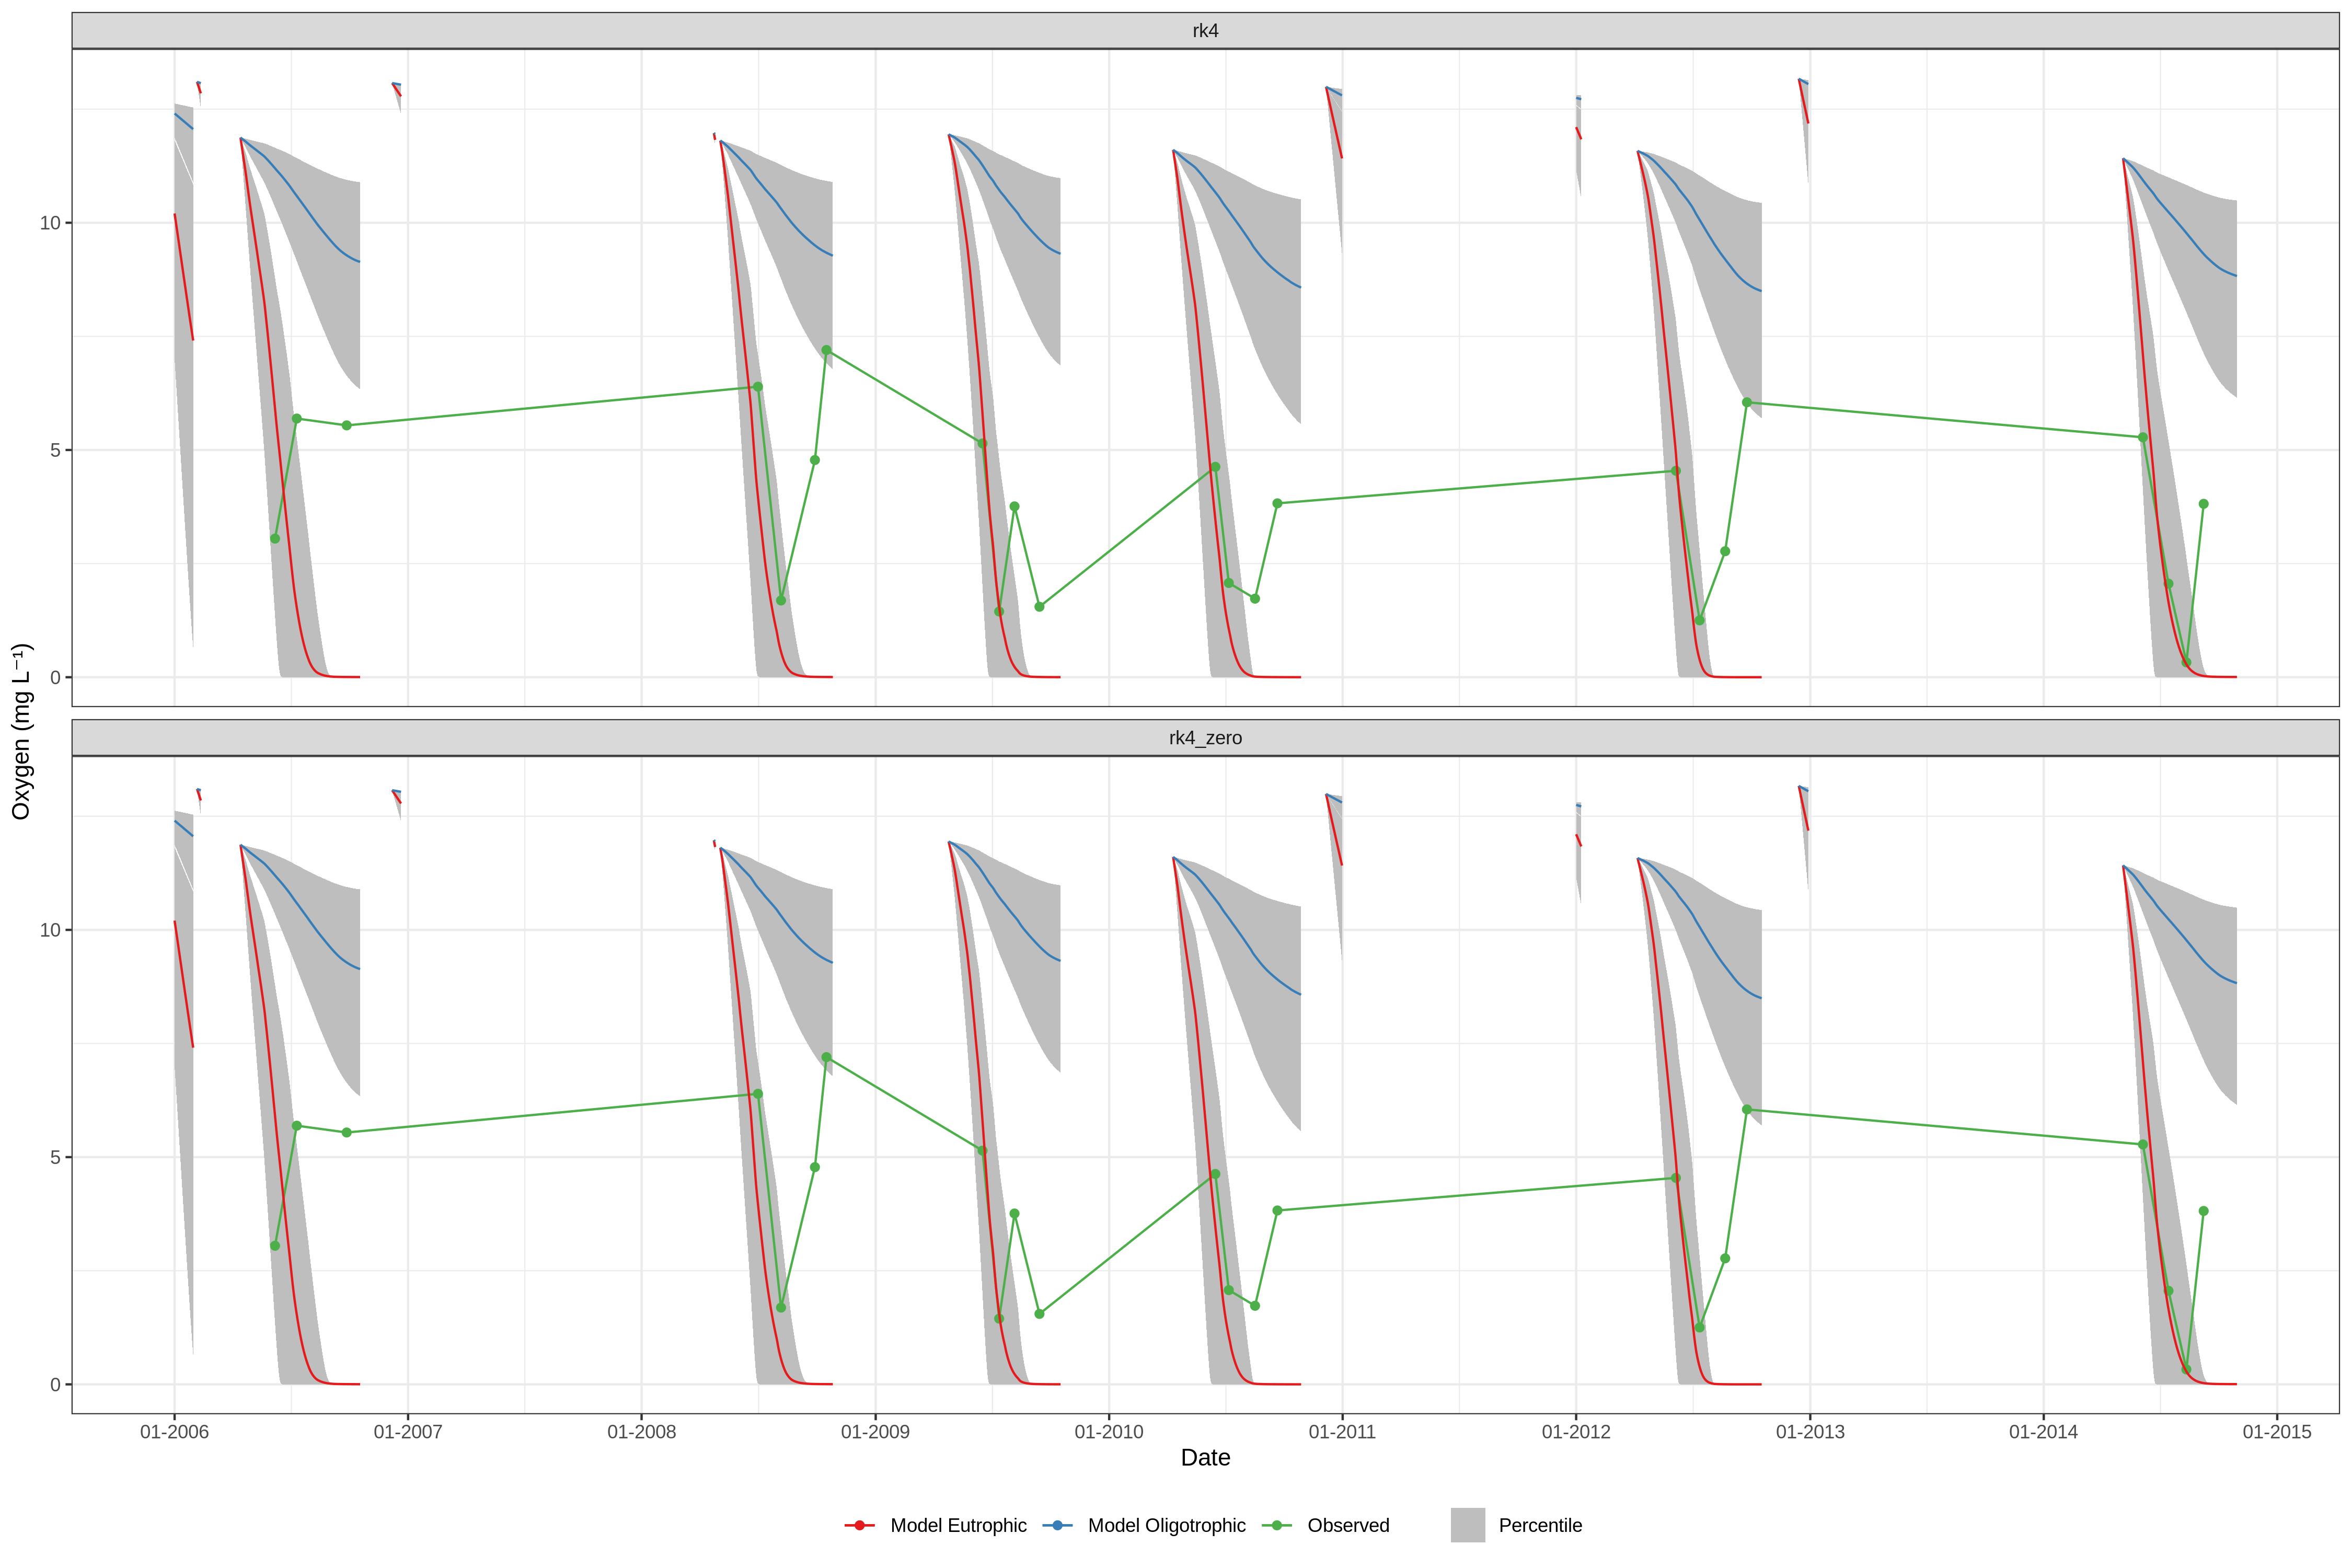 rk4
10
5
0
Oxygen (mg L⁻¹)
rk4_zero
10
5
0
01-2006 01-2007 01-2008 01-2009 01-2010 01-2011 01-2012 01-2013 01-2014 01-2015
Date
Model Eutrophic Model Oligotrophic Observed Percentile